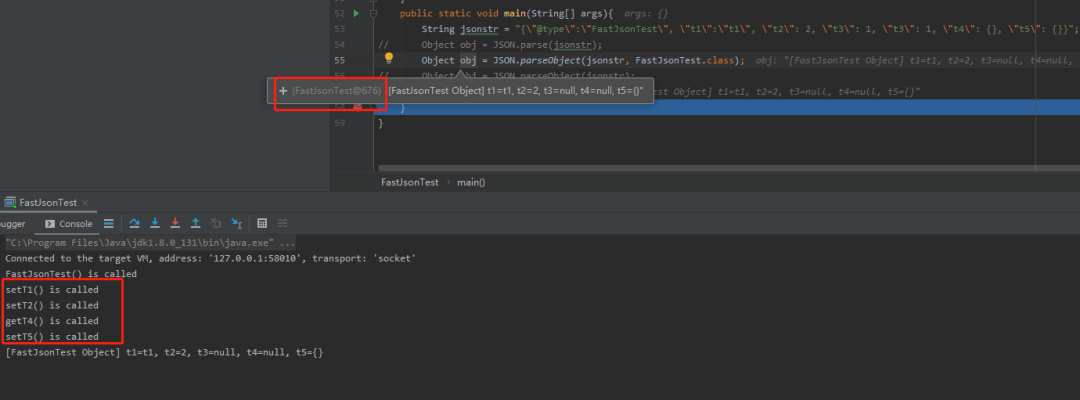 52 public static void main(String[] args){ args: {}
53 String jsonstr = "{\"@type\":\"FastJsonTest\", \"t1\":\"t1\", \"t2\": 2, \"t3\": 1, \"t3\": 1, \"t4\": {}, \"t5\": {}}";
54 // Object obj = JSON.parse(jsonstr);
55 Object obj = JSON.parseObject(jsonstr, FastJsonTest.class); obj: "[FastJsonTest Object] t1=t1, t2=2, t3=null, t4=null,
// Object obj = JSON.parseObject(jsonstr);
+ {FastJsonTest@676} [FastJsonTest Object] t1=t1, t2=2, t3=null, t4=null, t5={}"
t Object] t1=t1, t2=2, t3=null, t4=null, t5={}"
58 }
59 }
FastJsonTest › main()
FastJsonTest ×
ugger Console
"C:\Program Files\Java\jdk1.8.0_131\bin\java.exe" ...
Connected to the target VM, address: '127.0.0.1:58010', transport: 'socket'
FastJsonTest() is called
setT1() is called
setT2() is called
getT4() is called
setT5() is called
[FastJsonTest Object] t1=t1, t2=2, t3=null, t4=null, t5={}